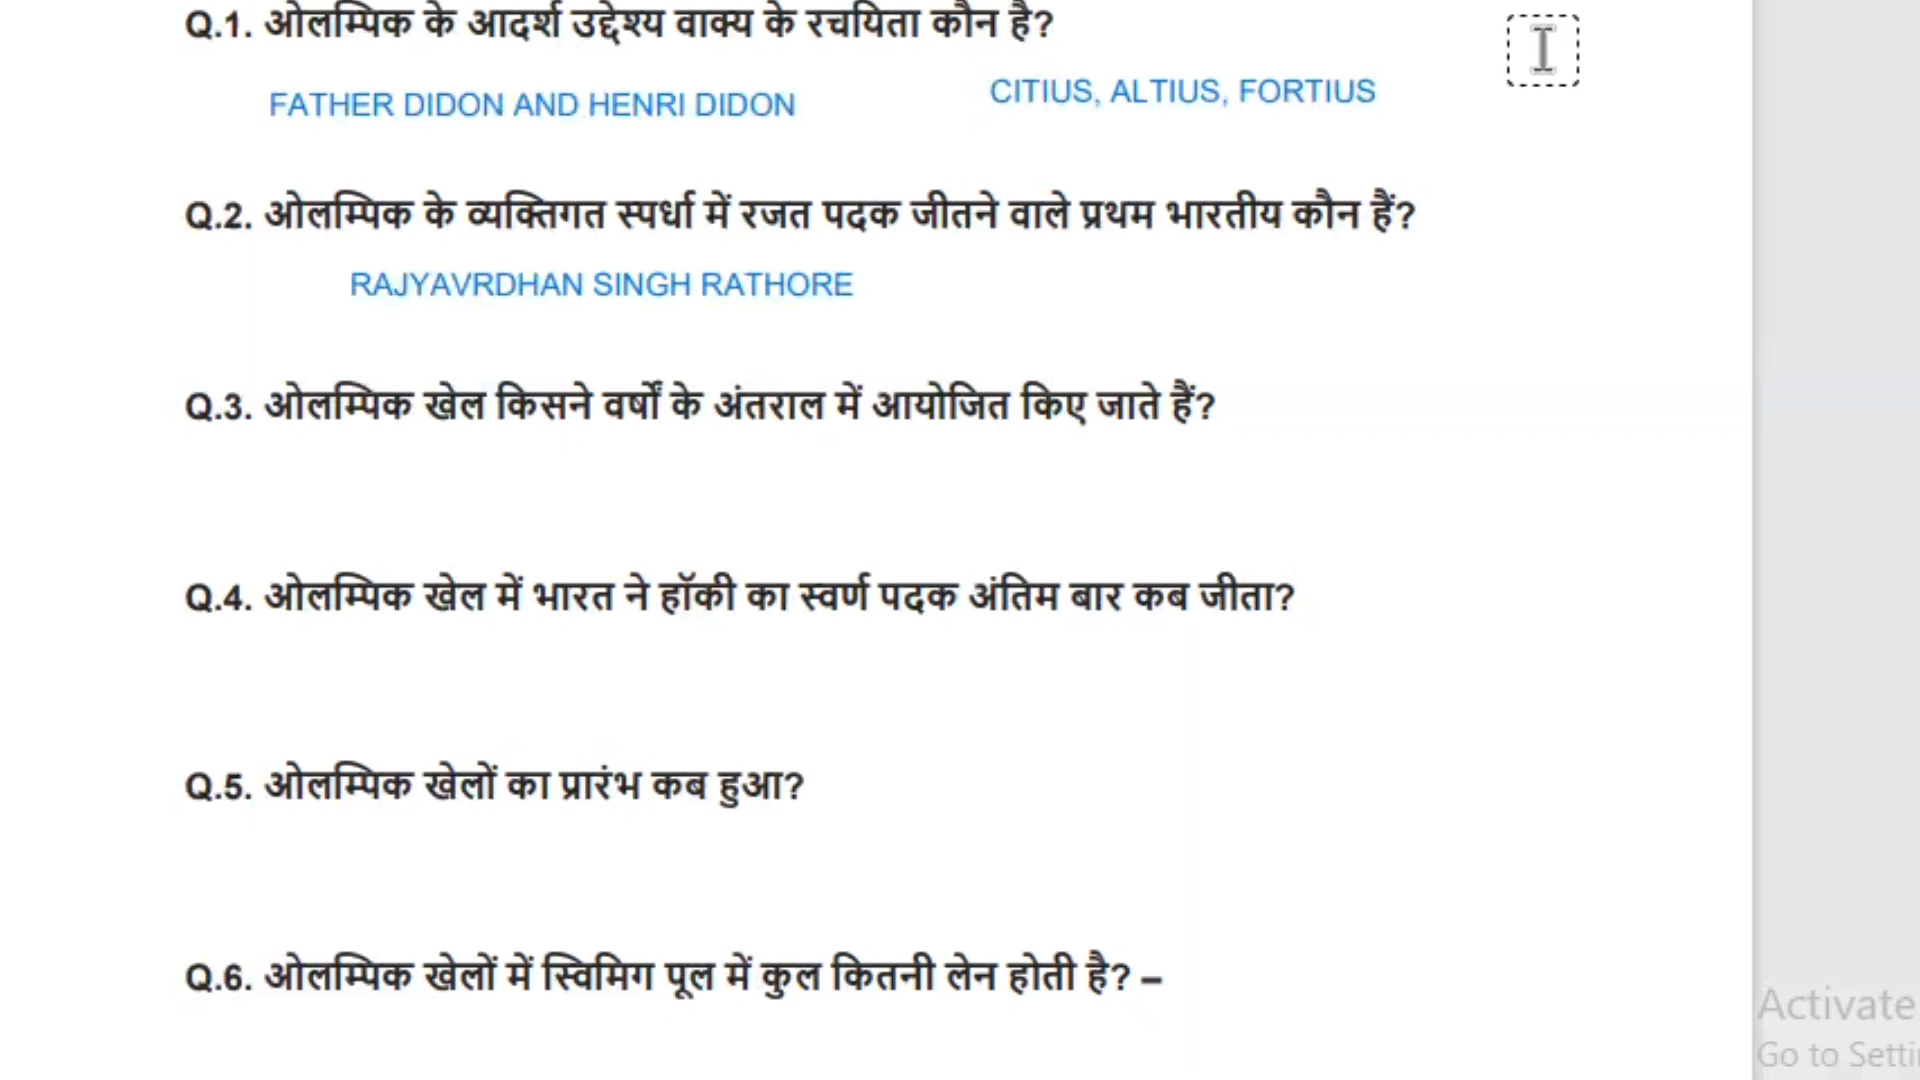 Q.1. ओलम्पिक के आदर्श उद्देश्य वाक्य के रचयिता कौन है?
FATHER DIDON AND HENRI DIDON CITIUS, ALTIUS, FORTIUS
Q.2. ओलम्पिक के व्यक्तिगत स्पर्धा में रजत पदक जीतने वाले प्रथम भारतीय कौन हैं?
RAJYAVRDHAN SINGH RATHORE
Q.3. ओलम्पिक खेल किसने वर्षों के अंतराल में आयोजित किए जाते हैं?
Q.4. ओलम्पिक खेल में भारत ने हॉकी का स्वर्ण पदक अंतिम बार कब जीता?
Q.5. ओलम्पिक खेलों का प्रारंभ कब हुआ?
Q.6. ओलम्पिक खेलों में स्विमिग पूल में कुल कितनी लेन होती है? –
Activate
Go to Setti